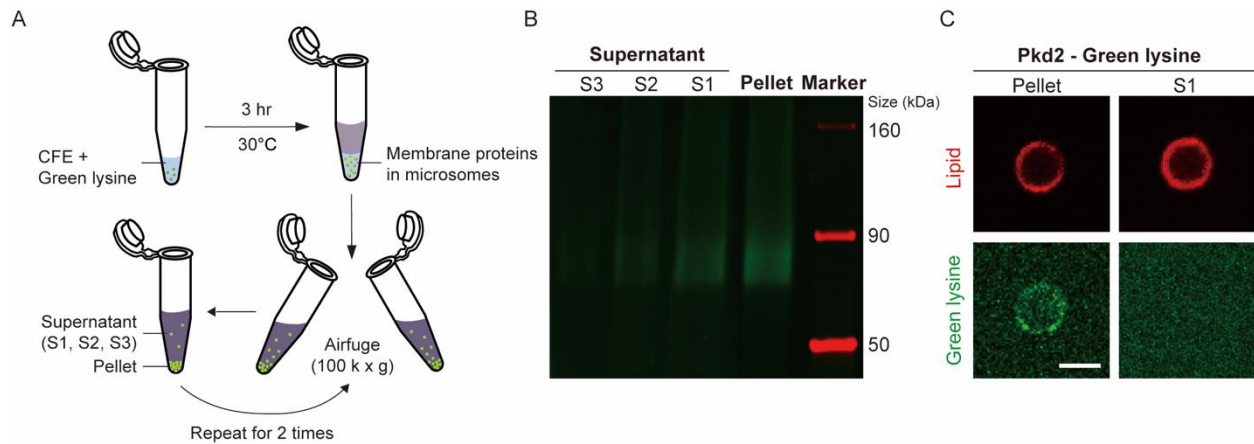 A
3 hr
30°C
CFE +
Green lysine
Membrane proteins
in microsomes
Supernatant
(S1, S2, S3)
Pellet
Airfuge
(100 k x g)
Repeat for 2 times
B
Supernatant
S3 S2 S1 Pellet Marker
Size (kDa)
160
90
50
C
Pkd2 - Green lysine
Pellet S1
Lipid
Green lysine